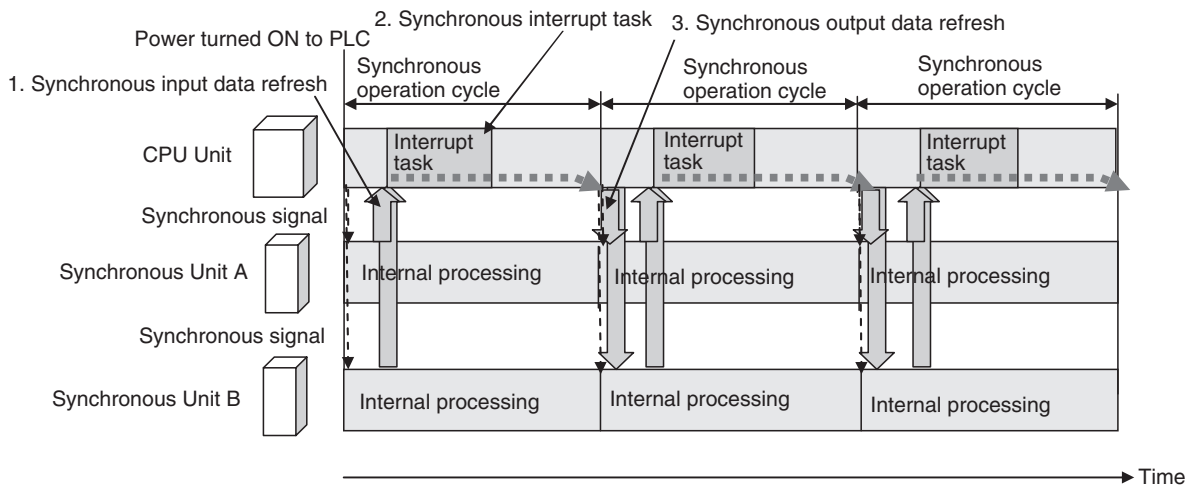 2. Synchronous interrupt task
3. Synchronous output data refresh
Power turned ON to PLC
1. Synchronous input data refresh
Synchronous
operation cycle
Synchronous
operation cycle
Synchronous
operation cycle
CPU Unit
Interrupt
task
Interrupt
task
Interrupt
task
Synchronous signal
Synchronous Unit A
Internal processing
Internal processing
Internal processing
Synchronous signal
Synchronous Unit B
Internal processing
Internal processing
Internal processing
Time